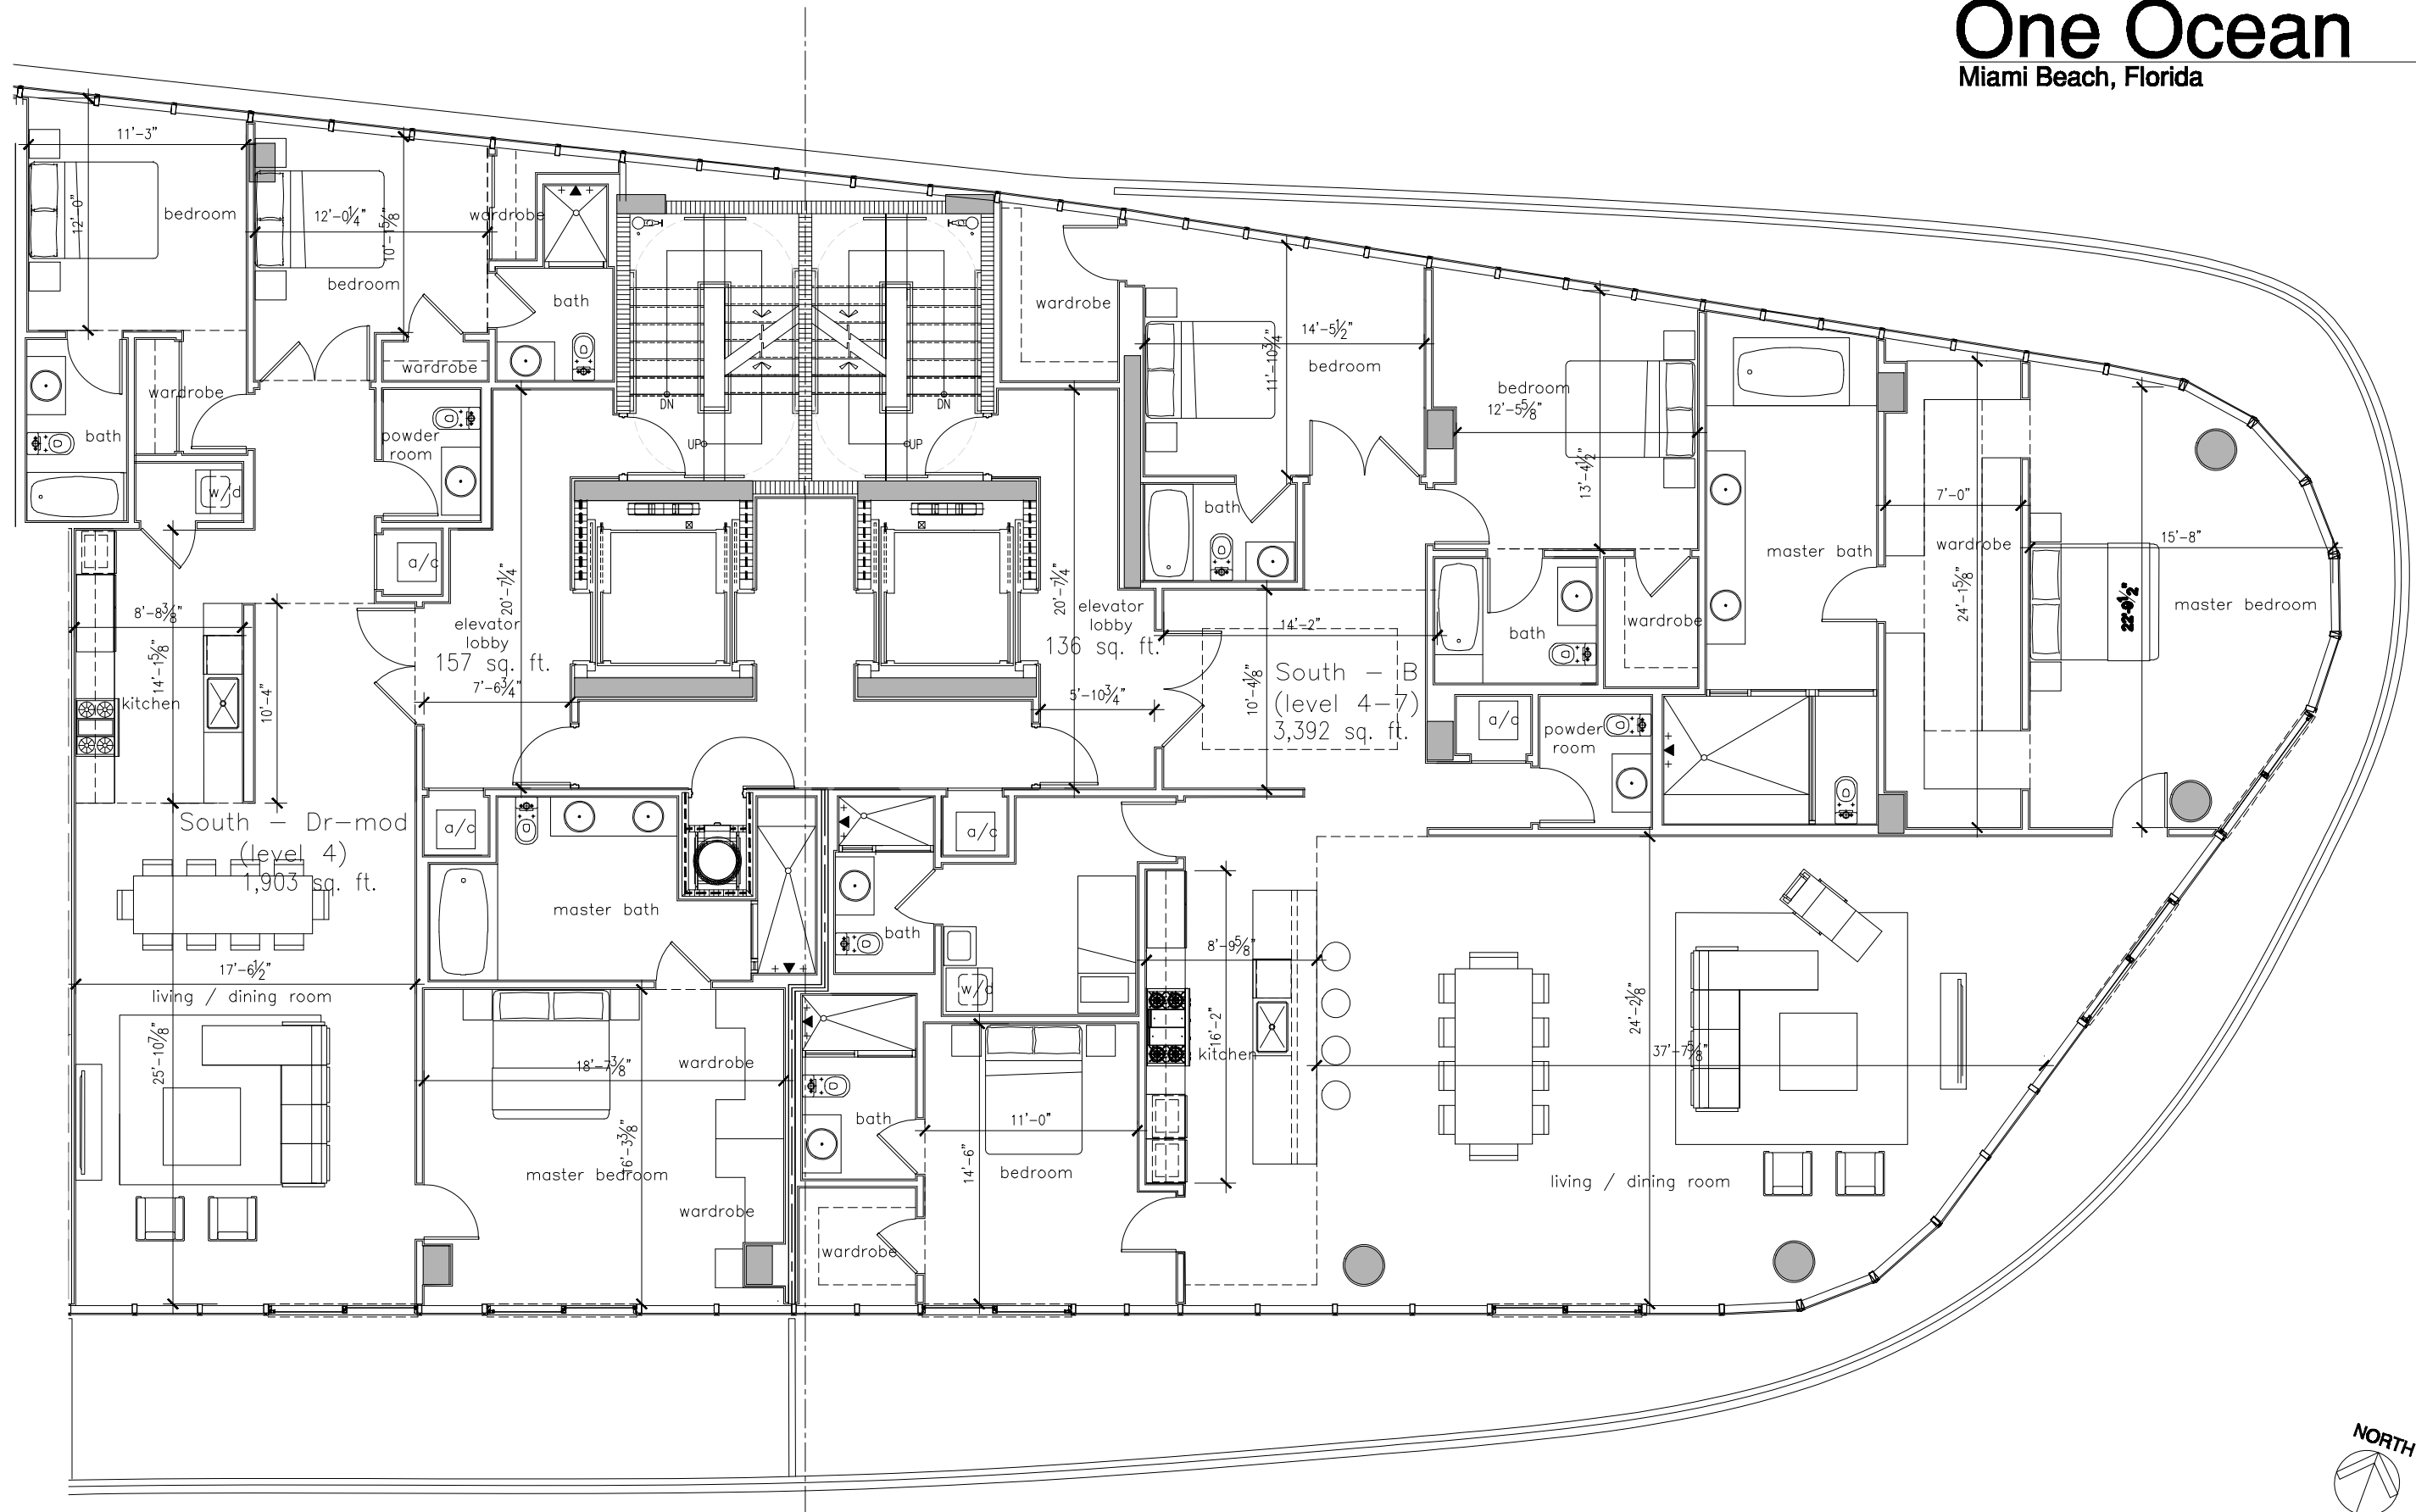 One Ocean
Miami Beach, Florida
11'-3"
12'-0"
bedroom
12'-0¼"
10'-1⅝"
bedroom
wardrobe
bath
wardrobe
wardrobe
bath
powder
room
w/d
a/c
DN
UP
DN
UP
wardrobe
14'-5½"
11'-10¾"
bedroom
bedroom
12'-5⅝"
13'-4½"
bath
master bath
7'-0"
wardrobe
24'-1⅝"
15'-8"
master bedroom
22'-9½"
8'-8⅜"
14'-1⅝"
10'-4"
kitchen
20'-7¼"
elevator
lobby
157 sq. ft.
7'-6¾"
20'-7¼"
elevator
lobby
136 sq. ft.
5'-10¾"
14'-2"
10'-4⅛"
South - B
(level 4-7)
3,392 sq. ft.
bath
wardrobe
a/c
powder
room
South - Dr-mod
(level 4)
1,903 sq. ft.
a/c
master bath
a/c
bath
w/d
17'-6½"
living / dining room
25'-10⅞"
18'-7⅜"
16'-3⅜"
wardrobe
master bedroom
wardrobe
bath
wardrobe
11'-0"
14'-6"
bedroom
8'-9⅝"
16'-2"
kitchen
24'-2⅛"
37'-7⅝"
living / dining room
NORTH